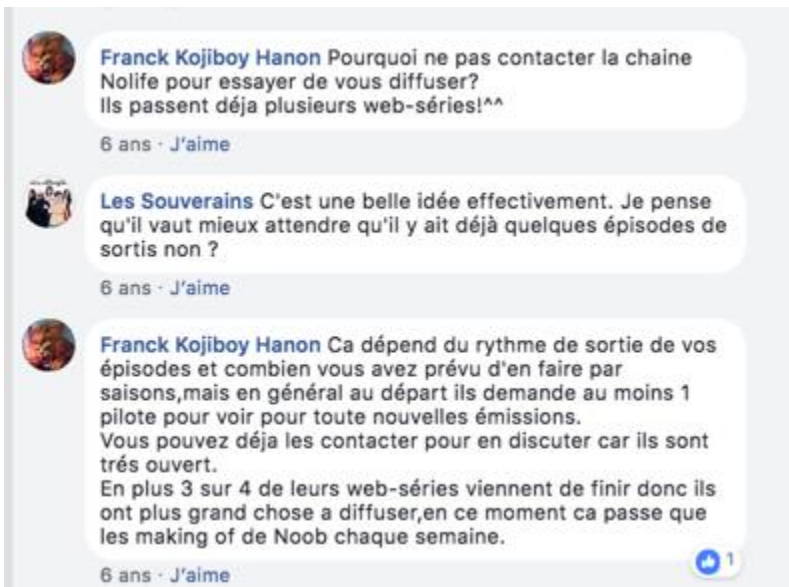 Franck Kojiboy Hanon Pourquoi ne pas contacter la chaine
Nolife pour essayer de vous diffuser?
Ils passent déja plusieurs web-séries!^^
6 ans · J'aime
Les Souverains C'est une belle idée effectivement. Je pense
qu'il vaut mieux attendre qu'il y ait déjà quelques épisodes de
sortis non ?
6 ans · J'aime
Franck Kojiboy Hanon Ca dépend du rythme de sortie de vos
épisodes et combien vous avez prévu d'en faire par
saisons,mais en général au départ ils demande au moins 1
pilote pour voir pour toute nouvelles émissions.
Vous pouvez déja les contacter pour en discuter car ils sont
trés ouvert.
En plus 3 sur 4 de leurs web-séries viennent de finir donc ils
ont plus grand chose a diffuser,en ce moment ca passe que
les making of de Noob chaque semaine.
1
6 ans · J'aime